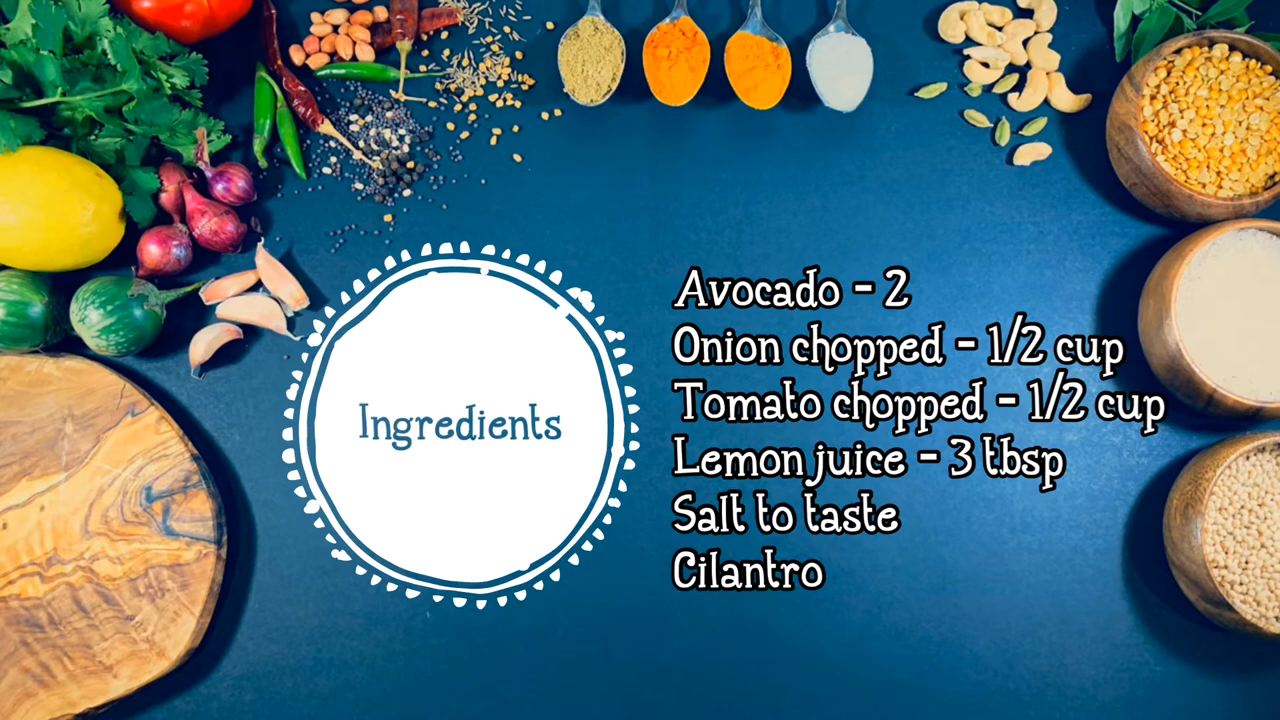 Ingredients
Avocado - 2
Onion chopped - 1/2 cup
Tomato chopped - 1/2 cup
Lemon juice - 3 tbsp
Salt to taste
Cilantro